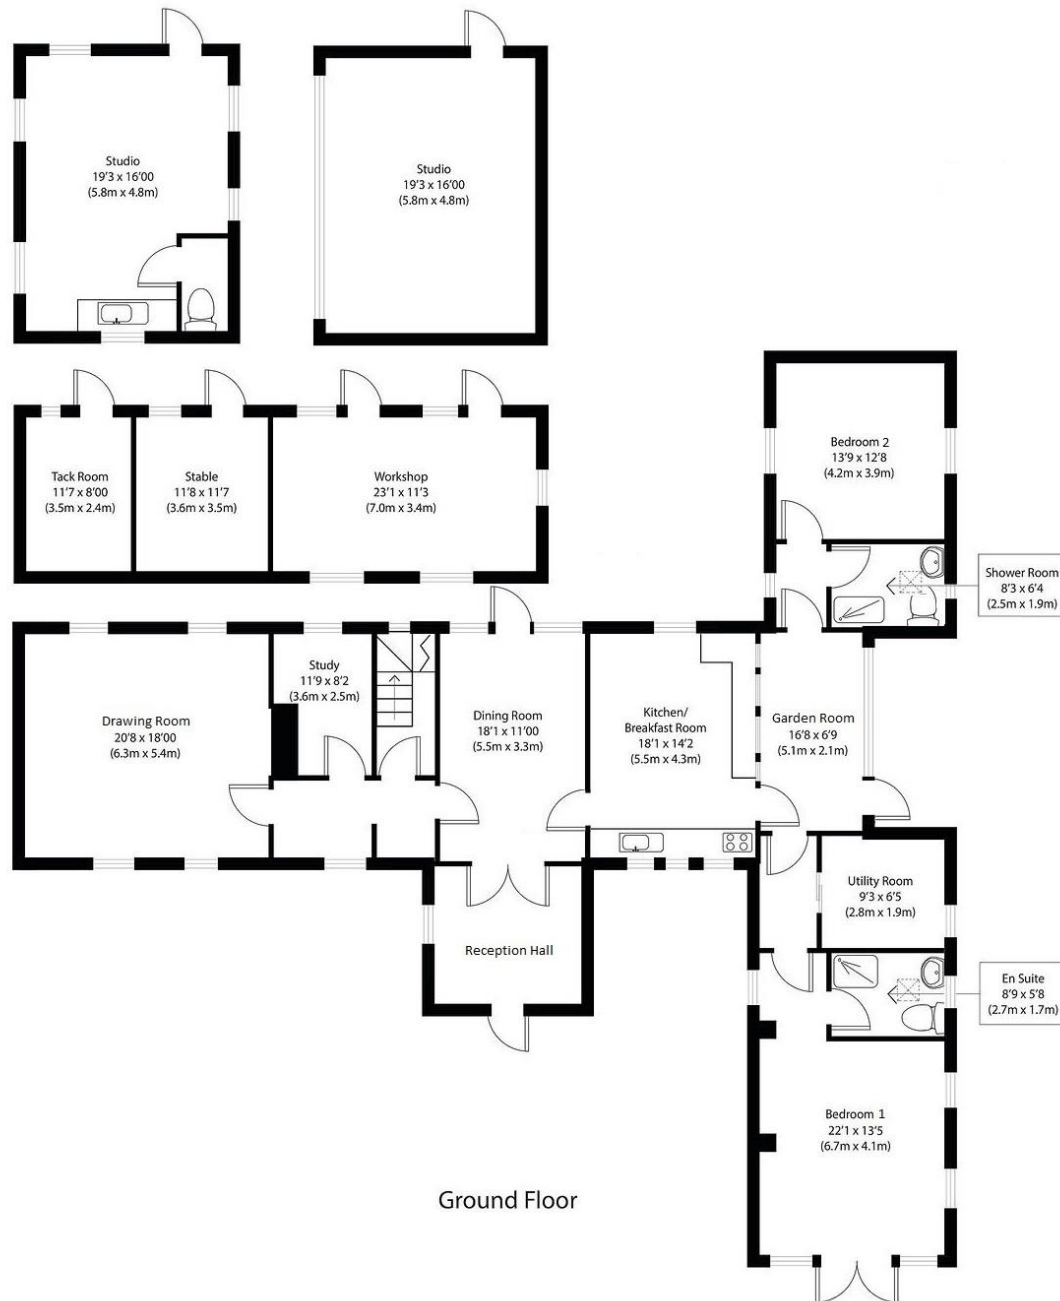 Studio
19'3 x 16'00
(5.8m x 4.8m)
Studio
19'3 x 16'00
(5.8m x 4.8m)
Tack Room
11'7 x 8'00
(3.5m x 2.4m)
Stable
11'8 x 11'7
(3.6m x 3.5m)
Workshop
23'1 x 11'3
(7.0m x 3.4m)
Bedroom 2
13'9 x 12'8
(4.2m x 3.9m)
Shower Room
8'3 x 6'4
(2.5m x 1.9m)
Drawing Room
20'8 x 18'00
(6.3m x 5.4m)
Study
11'9 x 8'2
(3.6m x 2.5m)
Dining Room
18'1 x 11'00
(5.5m x 3.3m)
Kitchen/
Breakfast Room
18'1 x 14'2
(5.5m x 4.3m)
Garden Room
16'8 x 6'9
(5.1m x 2.1m)
Utility Room
9'3 x 6'5
(2.8m x 1.9m)
Reception Hall
En Suite
8'9 x 5'8
(2.7m x 1.7m)
Bedroom 1
22'1 x 13'5
(6.7m x 4.1m)
Ground Floor